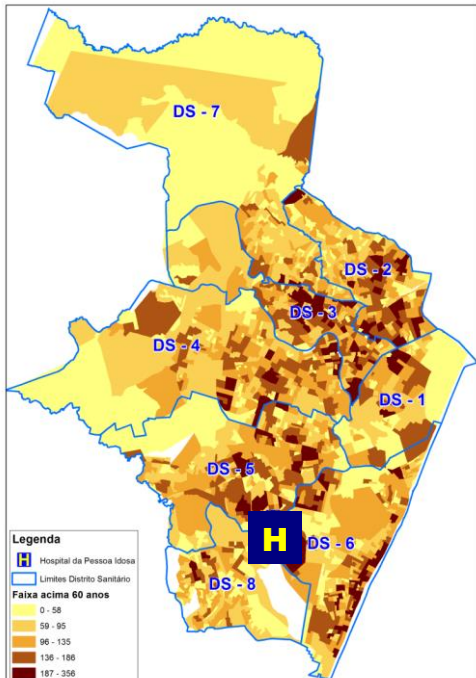 DS - 7
DS - 2
DS - 3
DS - 4
DS - 1
DS - 5
H
DS - 6
DS - 8
Legenda
H Hospital da Pessoa Idosa
Limites Distrito Sanitário
Faixa acima 60 anos
0 - 58
59 - 95
96 - 135
136 - 186
187 - 356